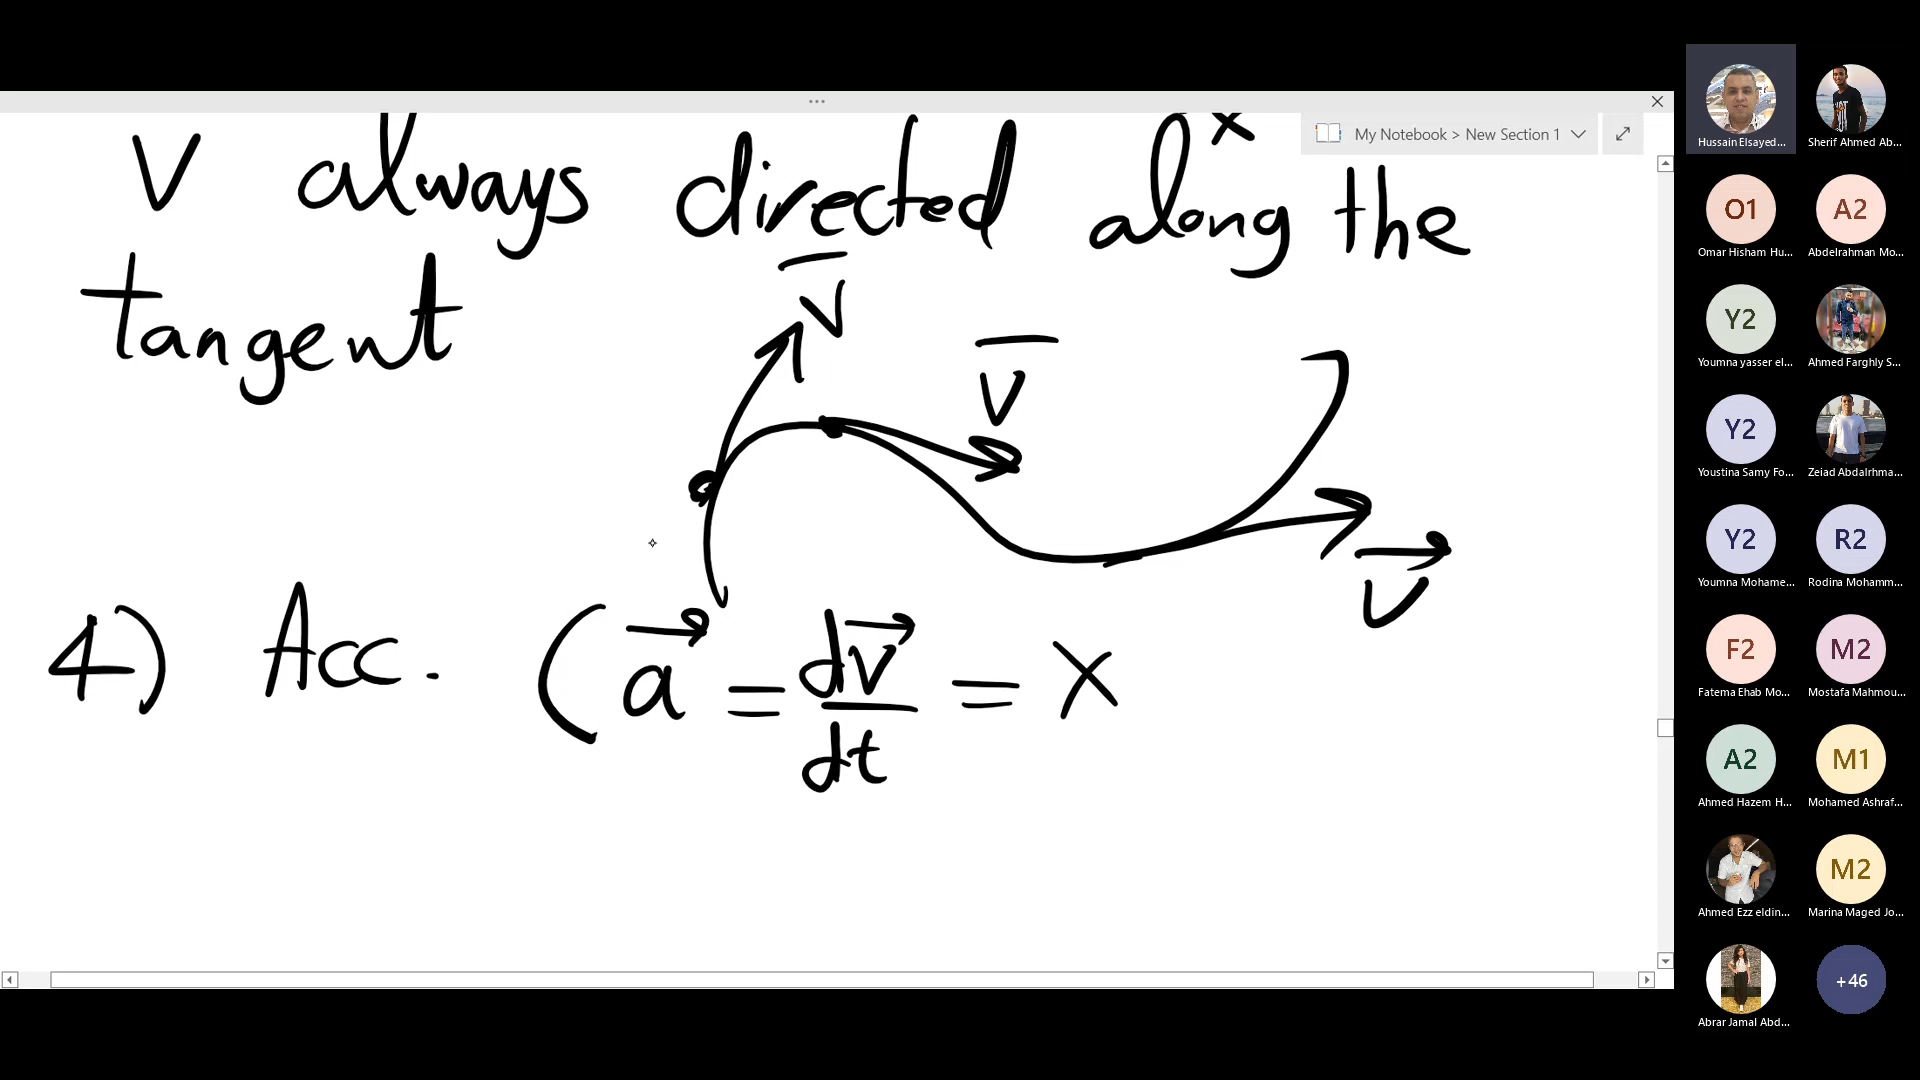 ...
My Notebook > New Section 1
x
V always directed along the
tangent
V
V
V
4) Acc. ( a = dv/dt = x
Hussain Elsayed...
Sherif Ahmed Ab...
O1
Omar Hisham Hu...
A2
Abdelrahman Mo...
Y2
Youmna yasser el...
Ahmed Farghly S...
Y2
Youstina Samy Fo...
Zeiad Abdalrhma...
Y2
Youmna Mohame...
R2
Rodina Mohamm...
F2
Fatema Ehab Mo...
M2
Mostafa Mahmou...
A2
Ahmed Hazem H...
M1
Mohamed Ashraf...
Ahmed Ezz eldin...
M2
Marina Maged Jo...
Abrar Jamal Abd...
+46